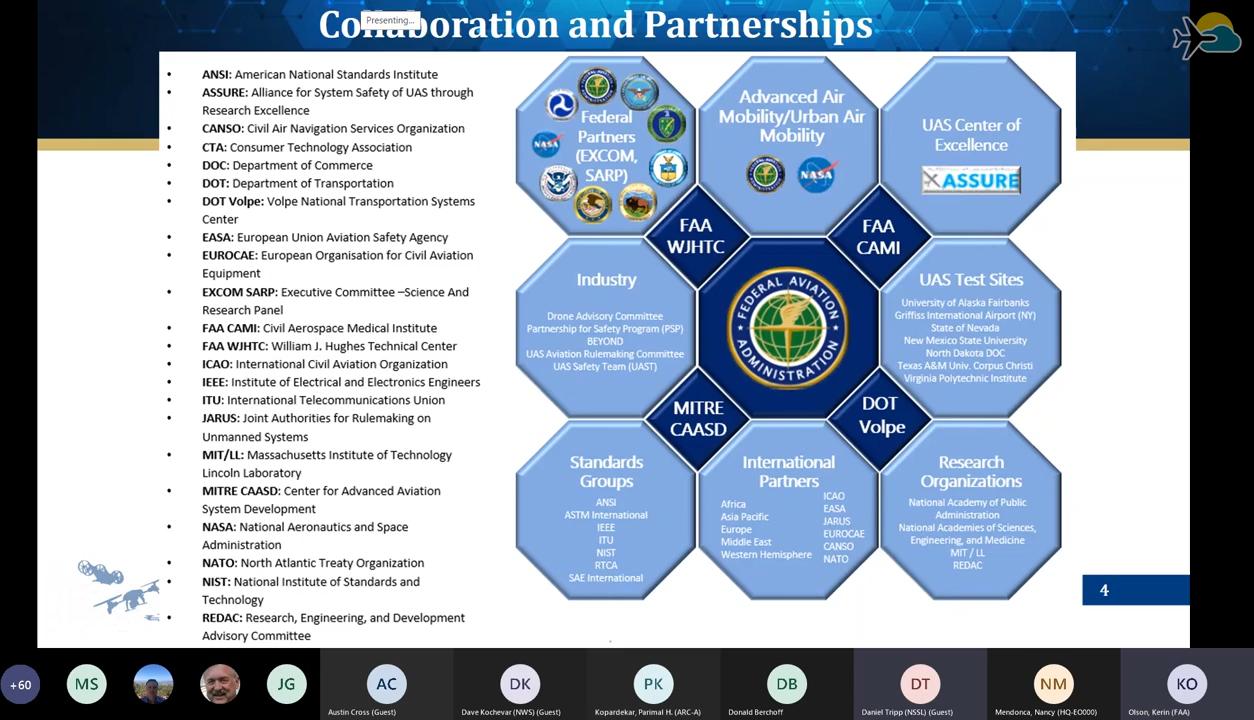 Collaboration and Partnerships
Presenting...
• ANSI: American National Standards Institute
• ASSURE: Alliance for System Safety of UAS through
Research Excellence
• CANSO: Civil Air Navigation Services Organization
• CTA: Consumer Technology Association
• DOC: Department of Commerce
• DOT: Department of Transportation
• DOT Volpe: Volpe National Transportation Systems
Center
• EASA: European Union Aviation Safety Agency
• EUROCAE: European Organisation for Civil Aviation
Equipment
• EXCOM SARP: Executive Committee –Science And
Research Panel
• FAA CAMI: Civil Aerospace Medical Institute
• FAA WJHTC: William J. Hughes Technical Center
• ICAO: International Civil Aviation Organization
• IEEE: Institute of Electrical and Electronics Engineers
• ITU: International Telecommunications Union
• JARUS: Joint Authorities for Rulemaking on
Unmanned Systems
• MIT/LL: Massachusetts Institute of Technology
Lincoln Laboratory
• MITRE CAASD: Center for Advanced Aviation
System Development
• NASA: National Aeronautics and Space
Administration
• NATO: North Atlantic Treaty Organization
• NIST: National Institute of Standards and
Technology
• REDAC: Research, Engineering, and Development
Advisory Committee
Federal
Partners
(EXCOM,
SARP)
NASA
Advanced Air
Mobility/Urban Air
Mobility
NASA
UAS Center of
Excellence
ASSURE
FAA
WJHTC
FAA
CAMI
Industry
Drone Advisory Committee
Partnership for Safety Program (PSP)
BEYOND
UAS Aviation Rulemaking Committee
UAS Safety Team (UAST)
FEDERAL AVIATION
ADMINISTRATION
UAS Test Sites
University of Alaska Fairbanks
Griffiss International Airport (NY)
State of Nevada
New Mexico State University
North Dakota DOC
Texas A&M Univ. Corpus Christi
Virginia Polytechnic Institute
MITRE
CAASD
DOT
Volpe
Standards
Groups
ANSI
ASTM International
IEEE
ITU
NIST
RTCA
SAE International
International
Partners
Africa
Asia Pacific
Europe
Middle East
Western Hemisphere
ICAO
EASA
JARUS
EUROCAE
CANSO
NATO
Research
Organizations
National Academy of Public
Administration
National Academies of Sciences,
Engineering, and Medicine
MIT / LL
REDAC
4
+60
MS
JG
AC
Austin Cross (Guest)
DK
Dave Kochevar (NWS) (Guest)
PK
Kopardekar, Parimal H. (ARC-A)
DB
Donald Berchoff
DT
Daniel Tripp (NSSL) (Guest)
NM
Mendonca, Nancy (HQ-EO000)
KO
Olson, Kerin (FAA)